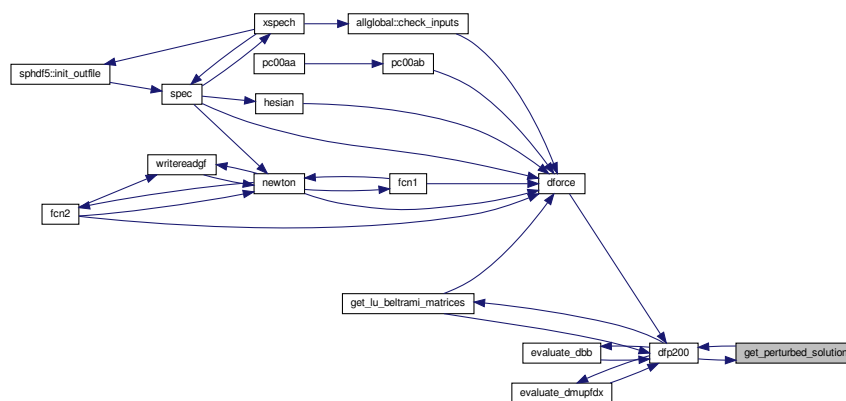 xspech
allglobal::check_inputs
sphdf5::init_outfile
pc00aa
pc00ab
spec
hesian
writereadgf
newton
fcn1
dforce
fcn2
get_lu_beltrami_matrices
evaluate_dbb
dfp200
get_perturbed_solution
evaluate_dmupfdx